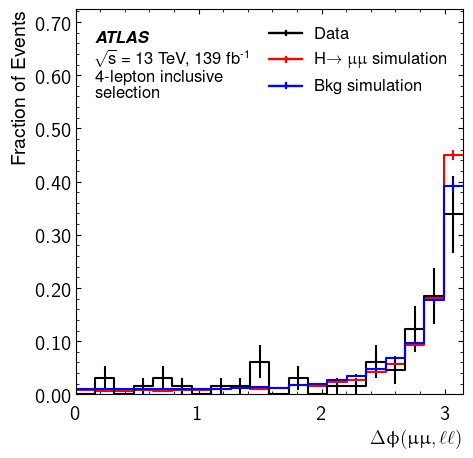 0.70
0.60
0.50
0.40
0.30
0.20
0.10
0.00
Fraction of Events
ATLAS
√s = 13 TeV, 139 fb⁻¹
4-lepton inclusive
selection
Data
H→ μμ simulation
Bkg simulation
0 1 2 3
Δϕ(μμ, ℓℓ)